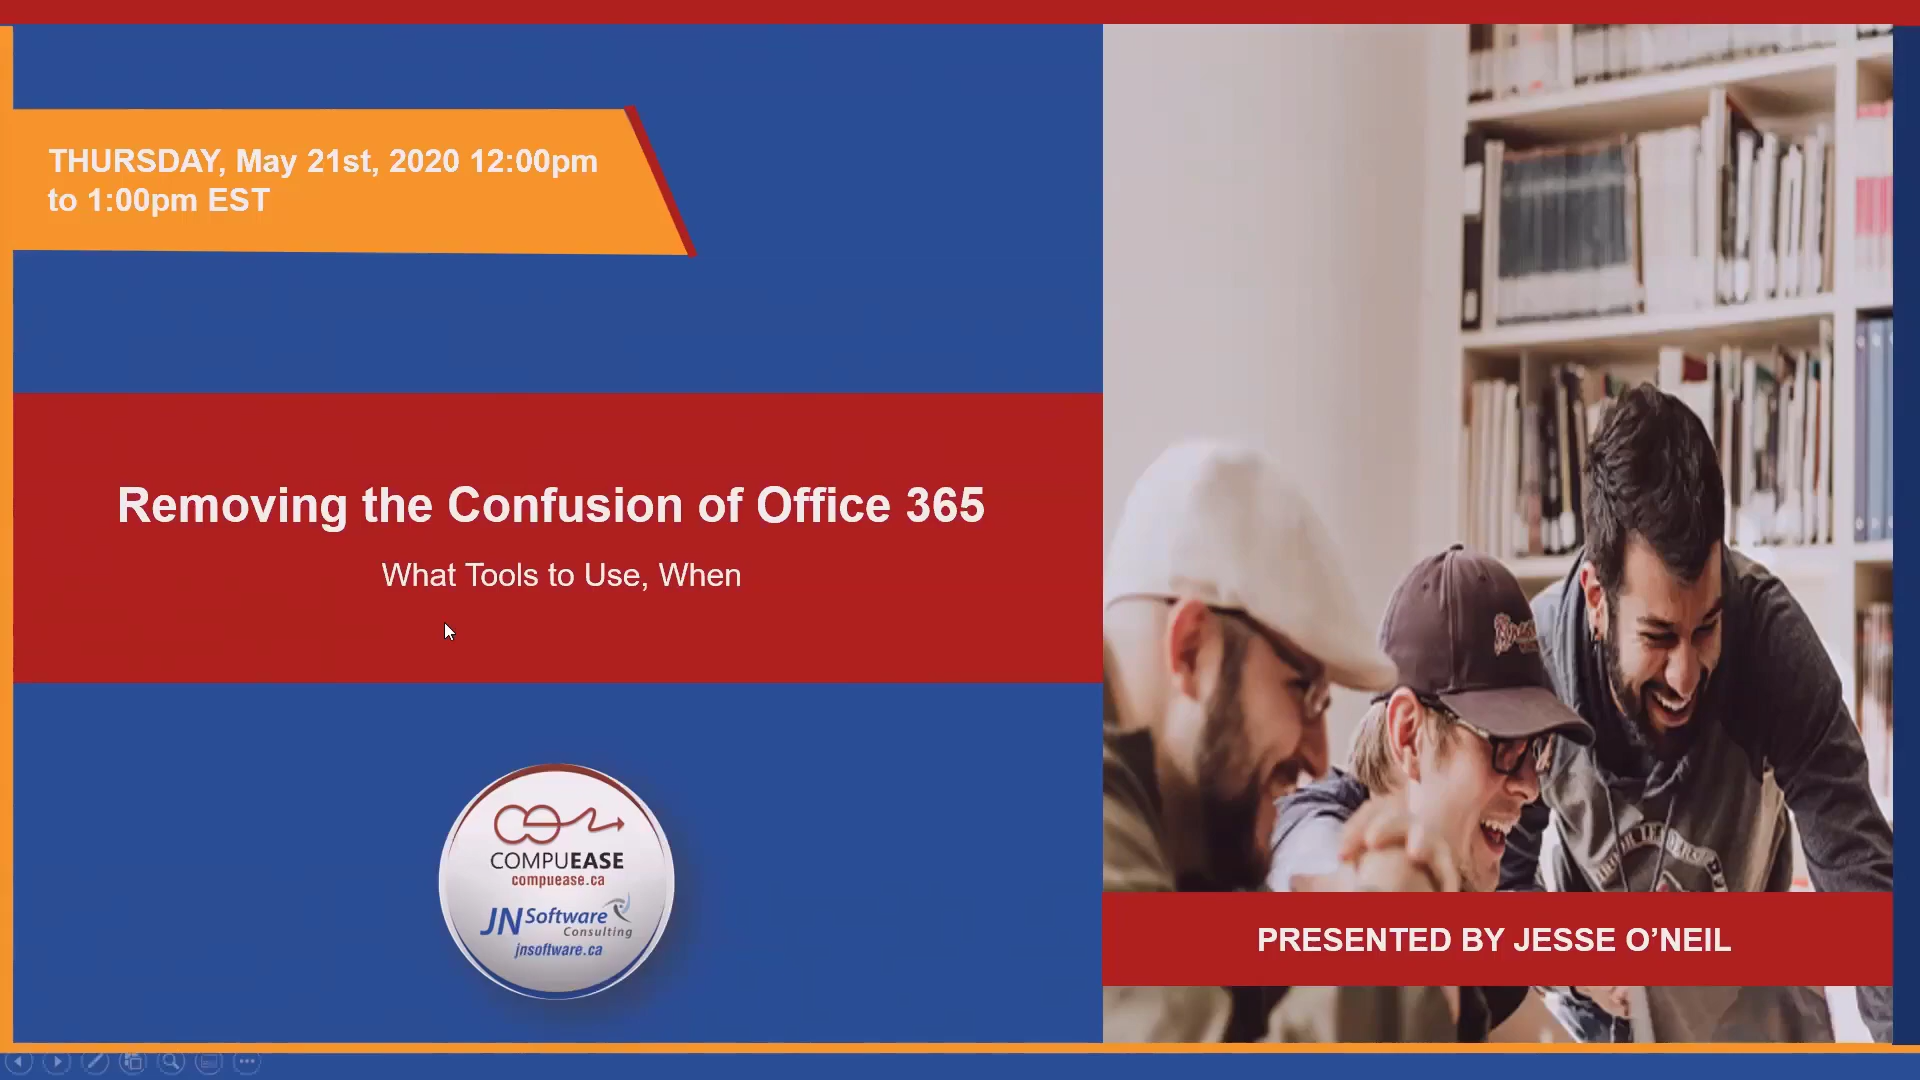 THURSDAY, May 21st, 2020 12:00pm
to 1:00pm EST
Removing the Confusion of Office 365
What Tools to Use, When
COMPUEASE
compuease.ca
JN Software
Consulting
jnsoftware.ca
PRESENTED BY JESSE O’NEIL